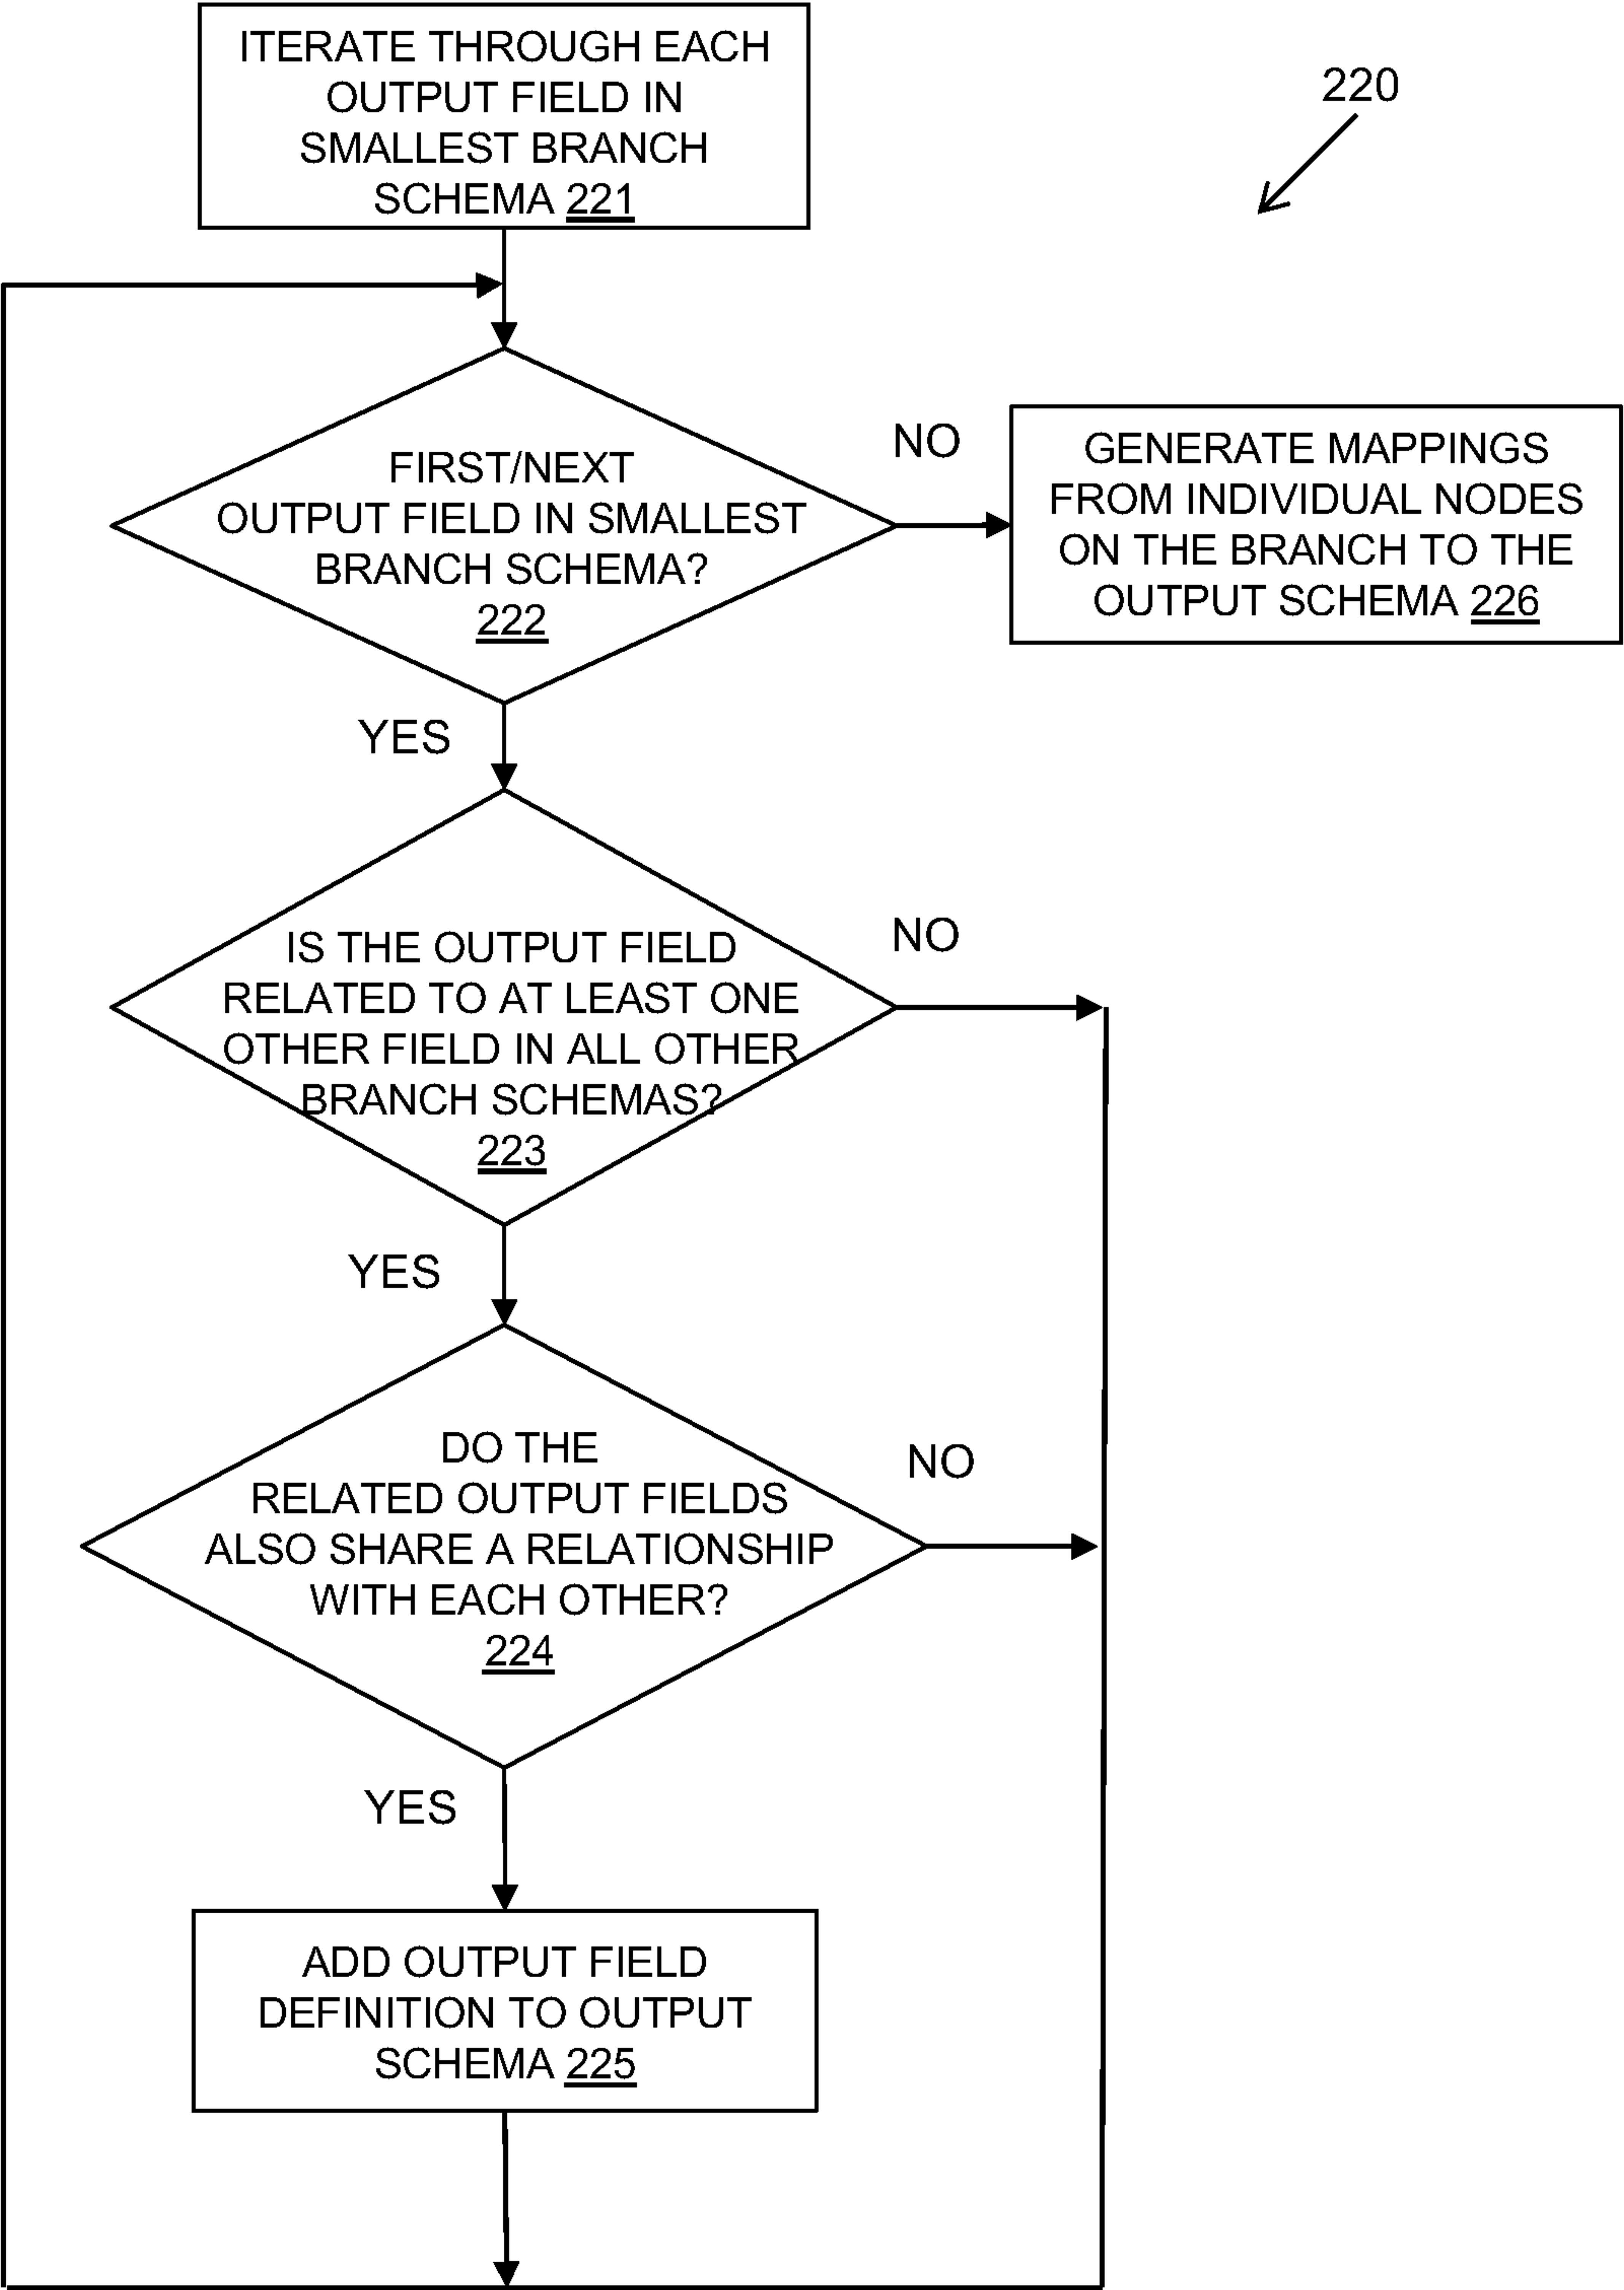 ITERATE THROUGH EACH
OUTPUT FIELD IN
SMALLEST BRANCH
SCHEMA 221
220
FIRST/NEXT
OUTPUT FIELD IN SMALLEST
BRANCH SCHEMA?
222
NO
GENERATE MAPPINGS
FROM INDIVIDUAL NODES
ON THE BRANCH TO THE
OUTPUT SCHEMA 226
YES
IS THE OUTPUT FIELD
RELATED TO AT LEAST ONE
OTHER FIELD IN ALL OTHER
BRANCH SCHEMAS?
223
NO
YES
DO THE
RELATED OUTPUT FIELDS
ALSO SHARE A RELATIONSHIP
WITH EACH OTHER?
224
NO
YES
ADD OUTPUT FIELD
DEFINITION TO OUTPUT
SCHEMA 225